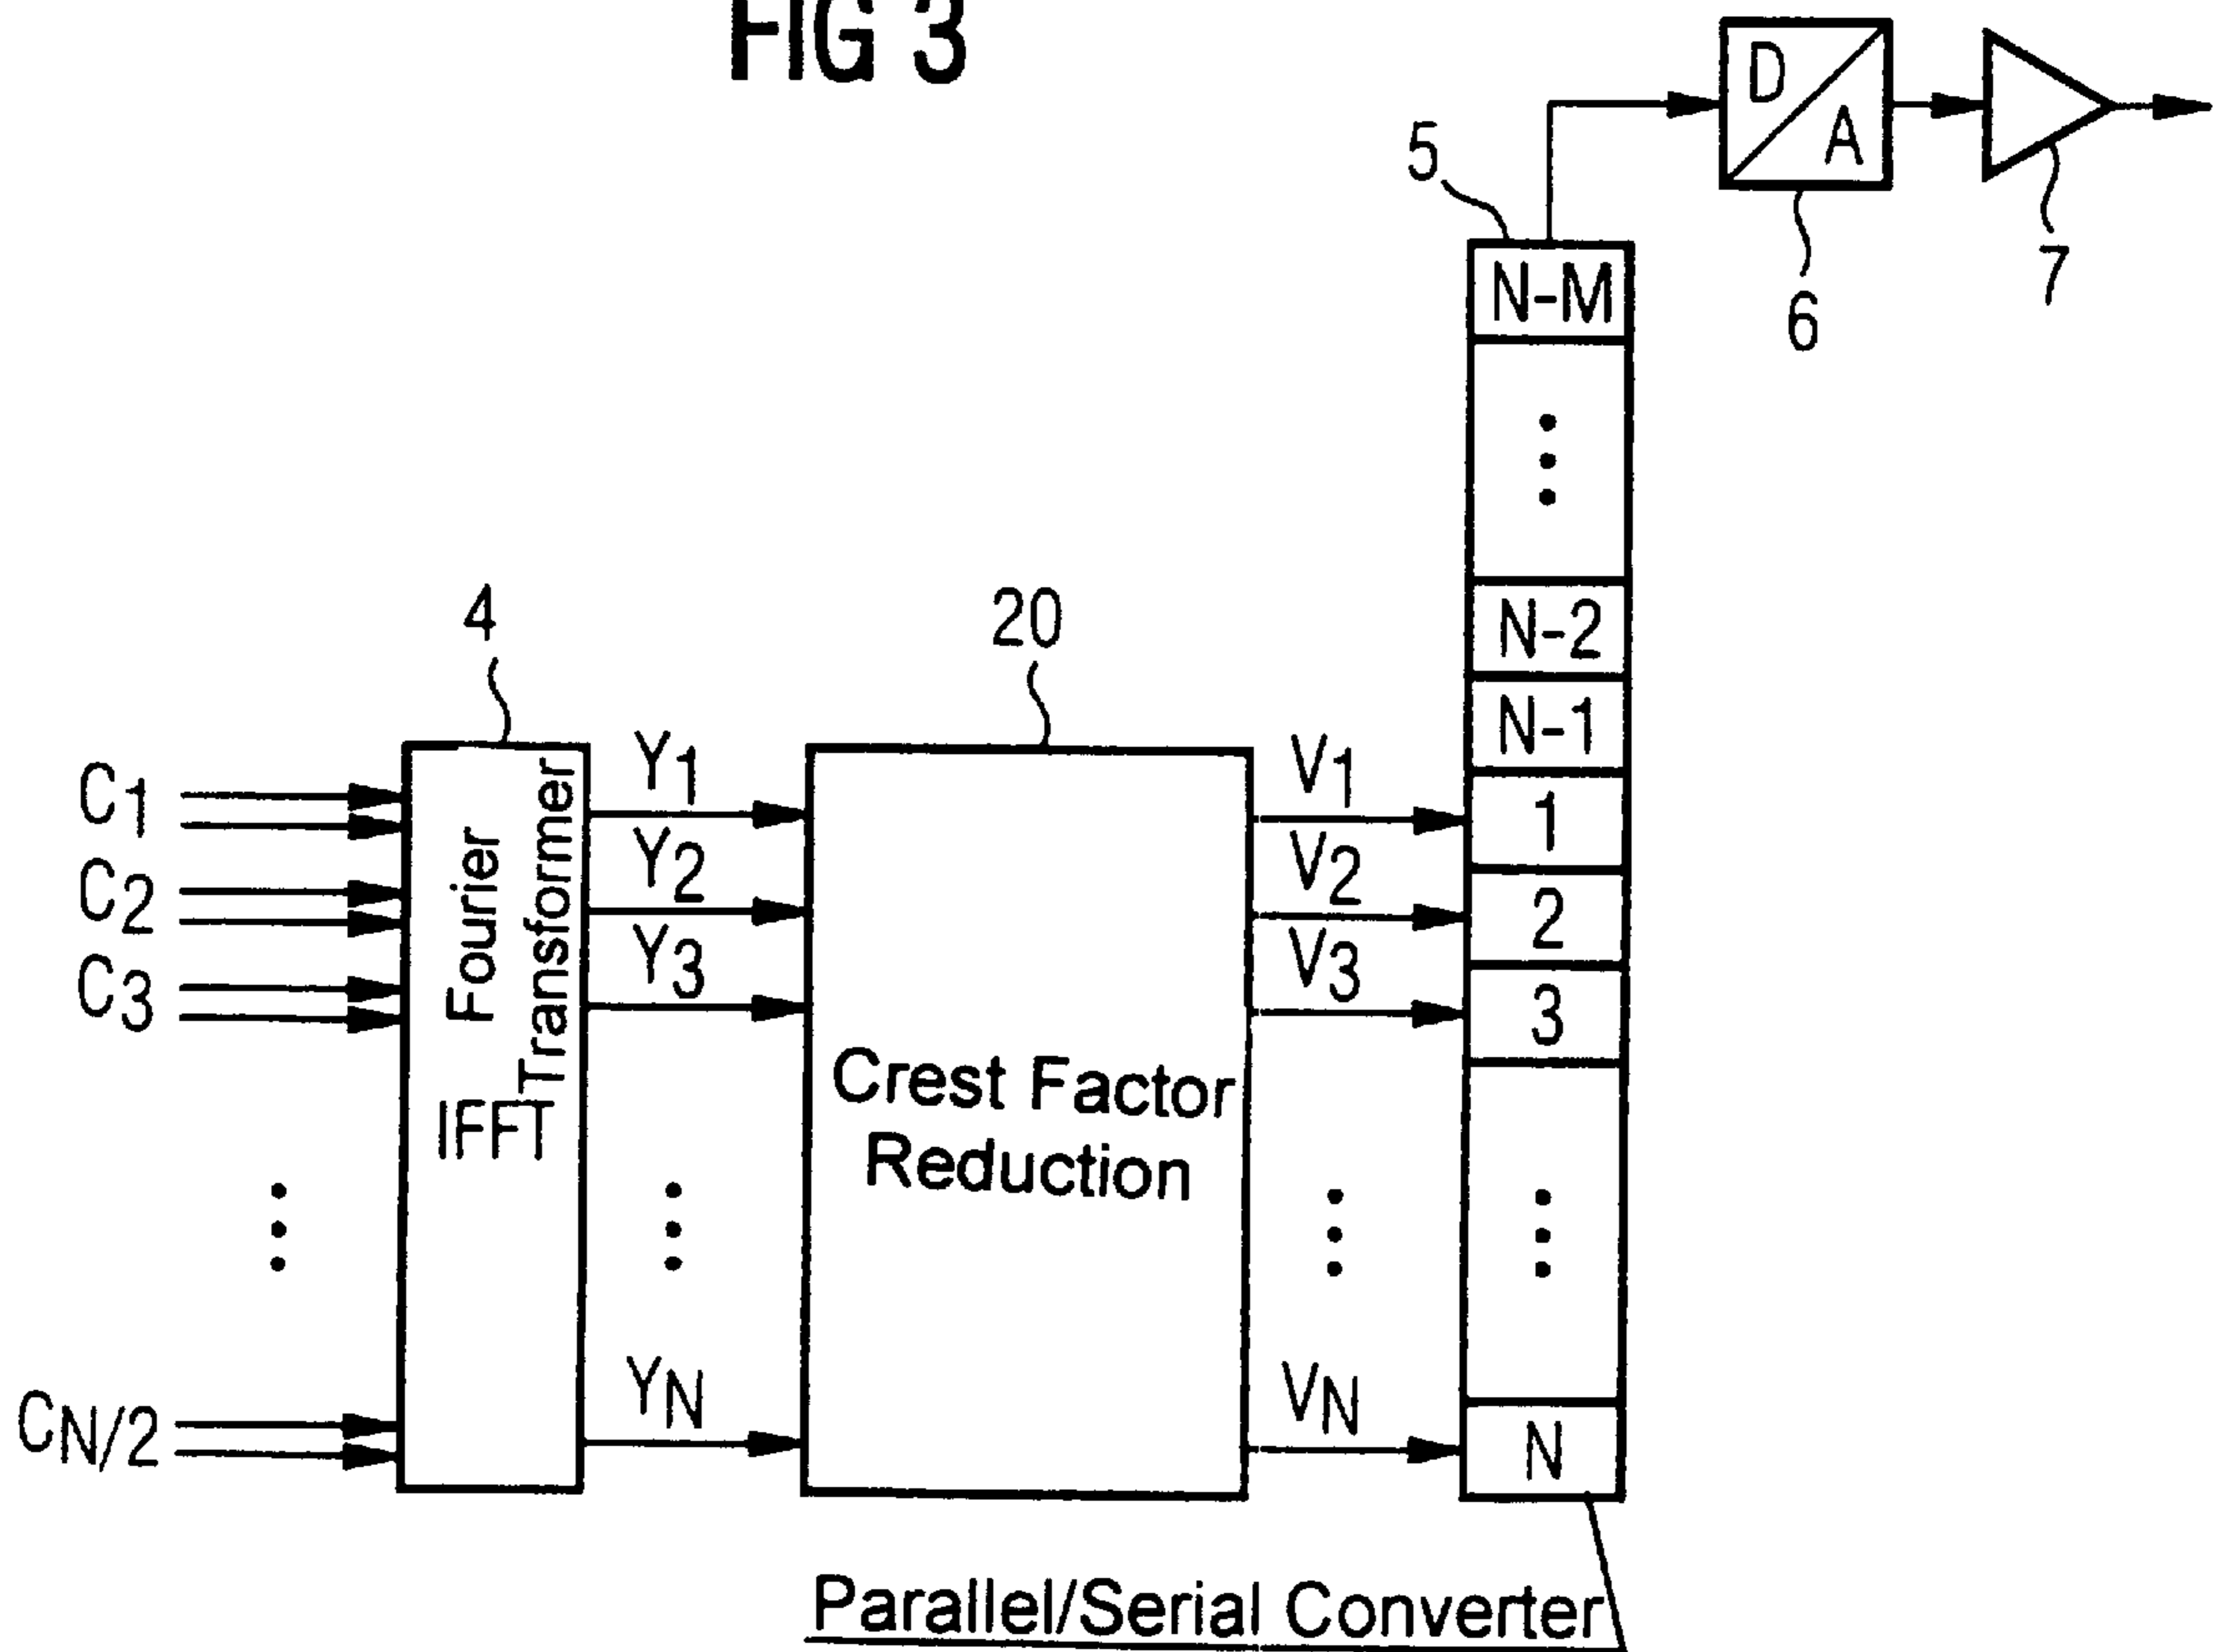 FIG 3
D
A
5
6
7
N-M
N-2
N-1
1
2
3
N
4
20
C1
C2
C3
CN/2
Fourier
Transformer
IFFT
Y1
Y2
Y3
YN
Crest Factor
Reduction
V1
V2
V3
VN
Parallel/Serial Converter